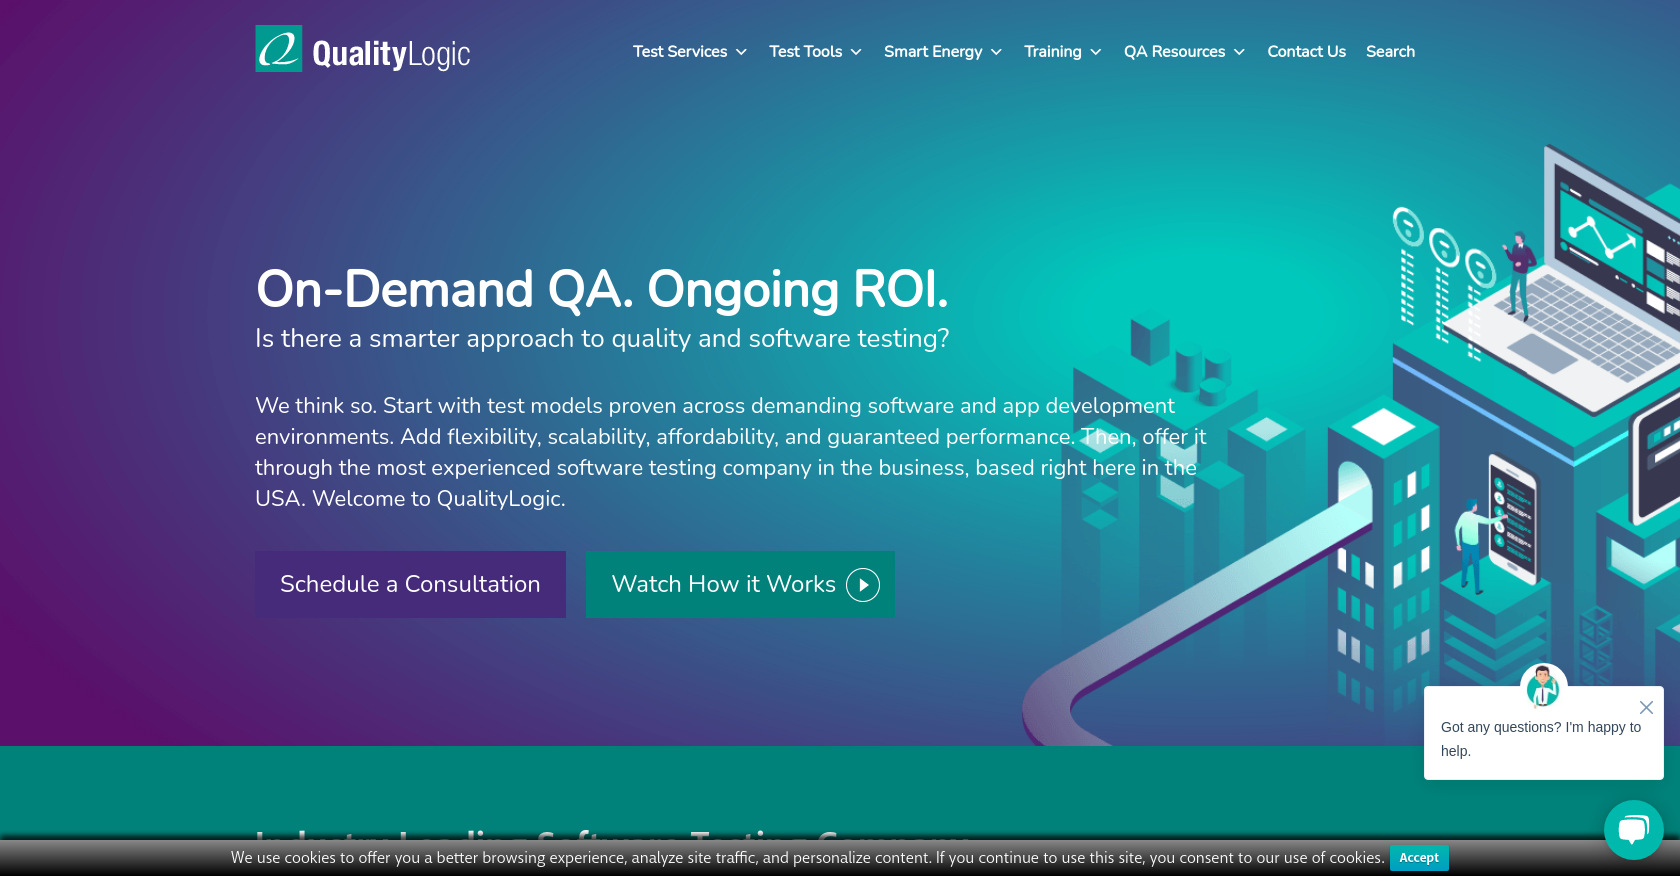 QualityLogic
Test Services
Test Tools
Smart Energy
Training
QA Resources
Contact Us
Search
On-Demand QA. Ongoing ROI.
Is there a smarter approach to quality and software testing?
We think so. Start with test models proven across demanding software and app development
environments. Add flexibility, scalability, affordability, and guaranteed performance. Then, offer it
through the most experienced software testing company in the business, based right here in the
USA. Welcome to QualityLogic.
Schedule a Consultation
Watch How it Works
Got any questions? I'm happy to
help.
Industry Leading Software Testing Company
We use cookies to offer you a better browsing experience, analyze site traffic, and personalize content. If you continue to use this site, you consent to our use of cookies.
Accept